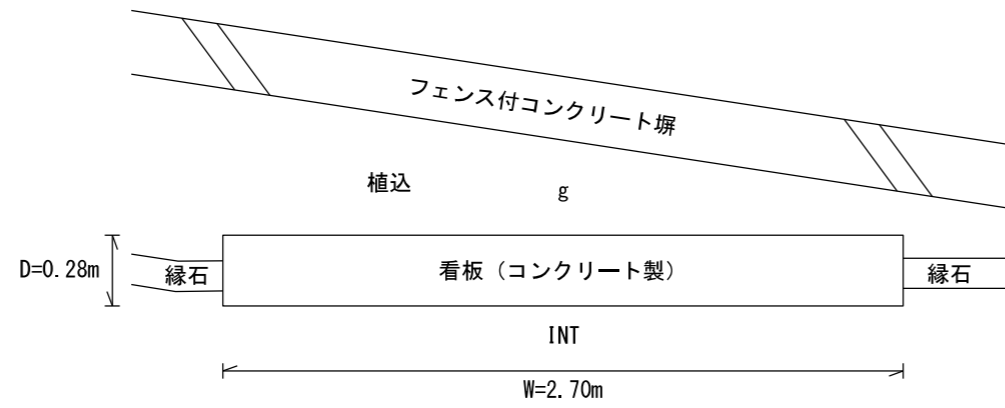 フェンス付コンクリート塀
植込
g
D=0.28m
縁石
看板（コンクリート製）
縁石
INT
W=2.70m